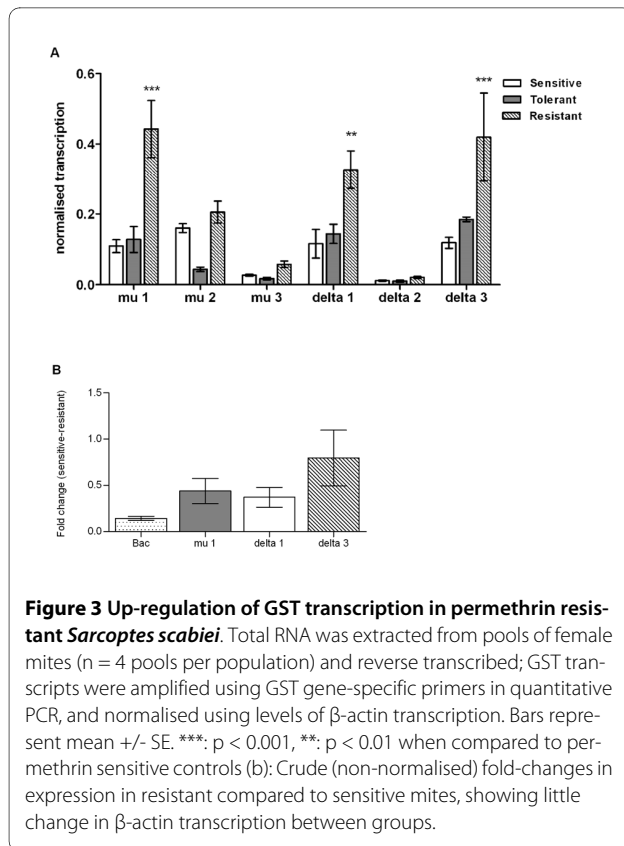 A
normalised transcription
0.6
0.4
0.2
0.0
***
**
***
Sensitive
Tolerant
Resistant
mu 1 mu 2 mu 3 delta 1 delta 2 delta 3
B
Fold change (sensitive-resistant)
1.5
1.0
0.5
0.0
Bac mu 1 delta 1 delta 3
Figure 3 Up-regulation of GST transcription in permethrin resis-
tant Sarcoptes scabiei. Total RNA was extracted from pools of female
mites (n = 4 pools per population) and reverse transcribed; GST tran-
scripts were amplified using GST gene-specific primers in quantitative
PCR, and normalised using levels of β-actin transcription. Bars repre-
sent mean +/- SE. ***: p < 0.001, **: p < 0.01 when compared to per-
methrin sensitive controls (b): Crude (non-normalised) fold-changes in
expression in resistant compared to sensitive mites, showing little
change in β-actin transcription between groups.